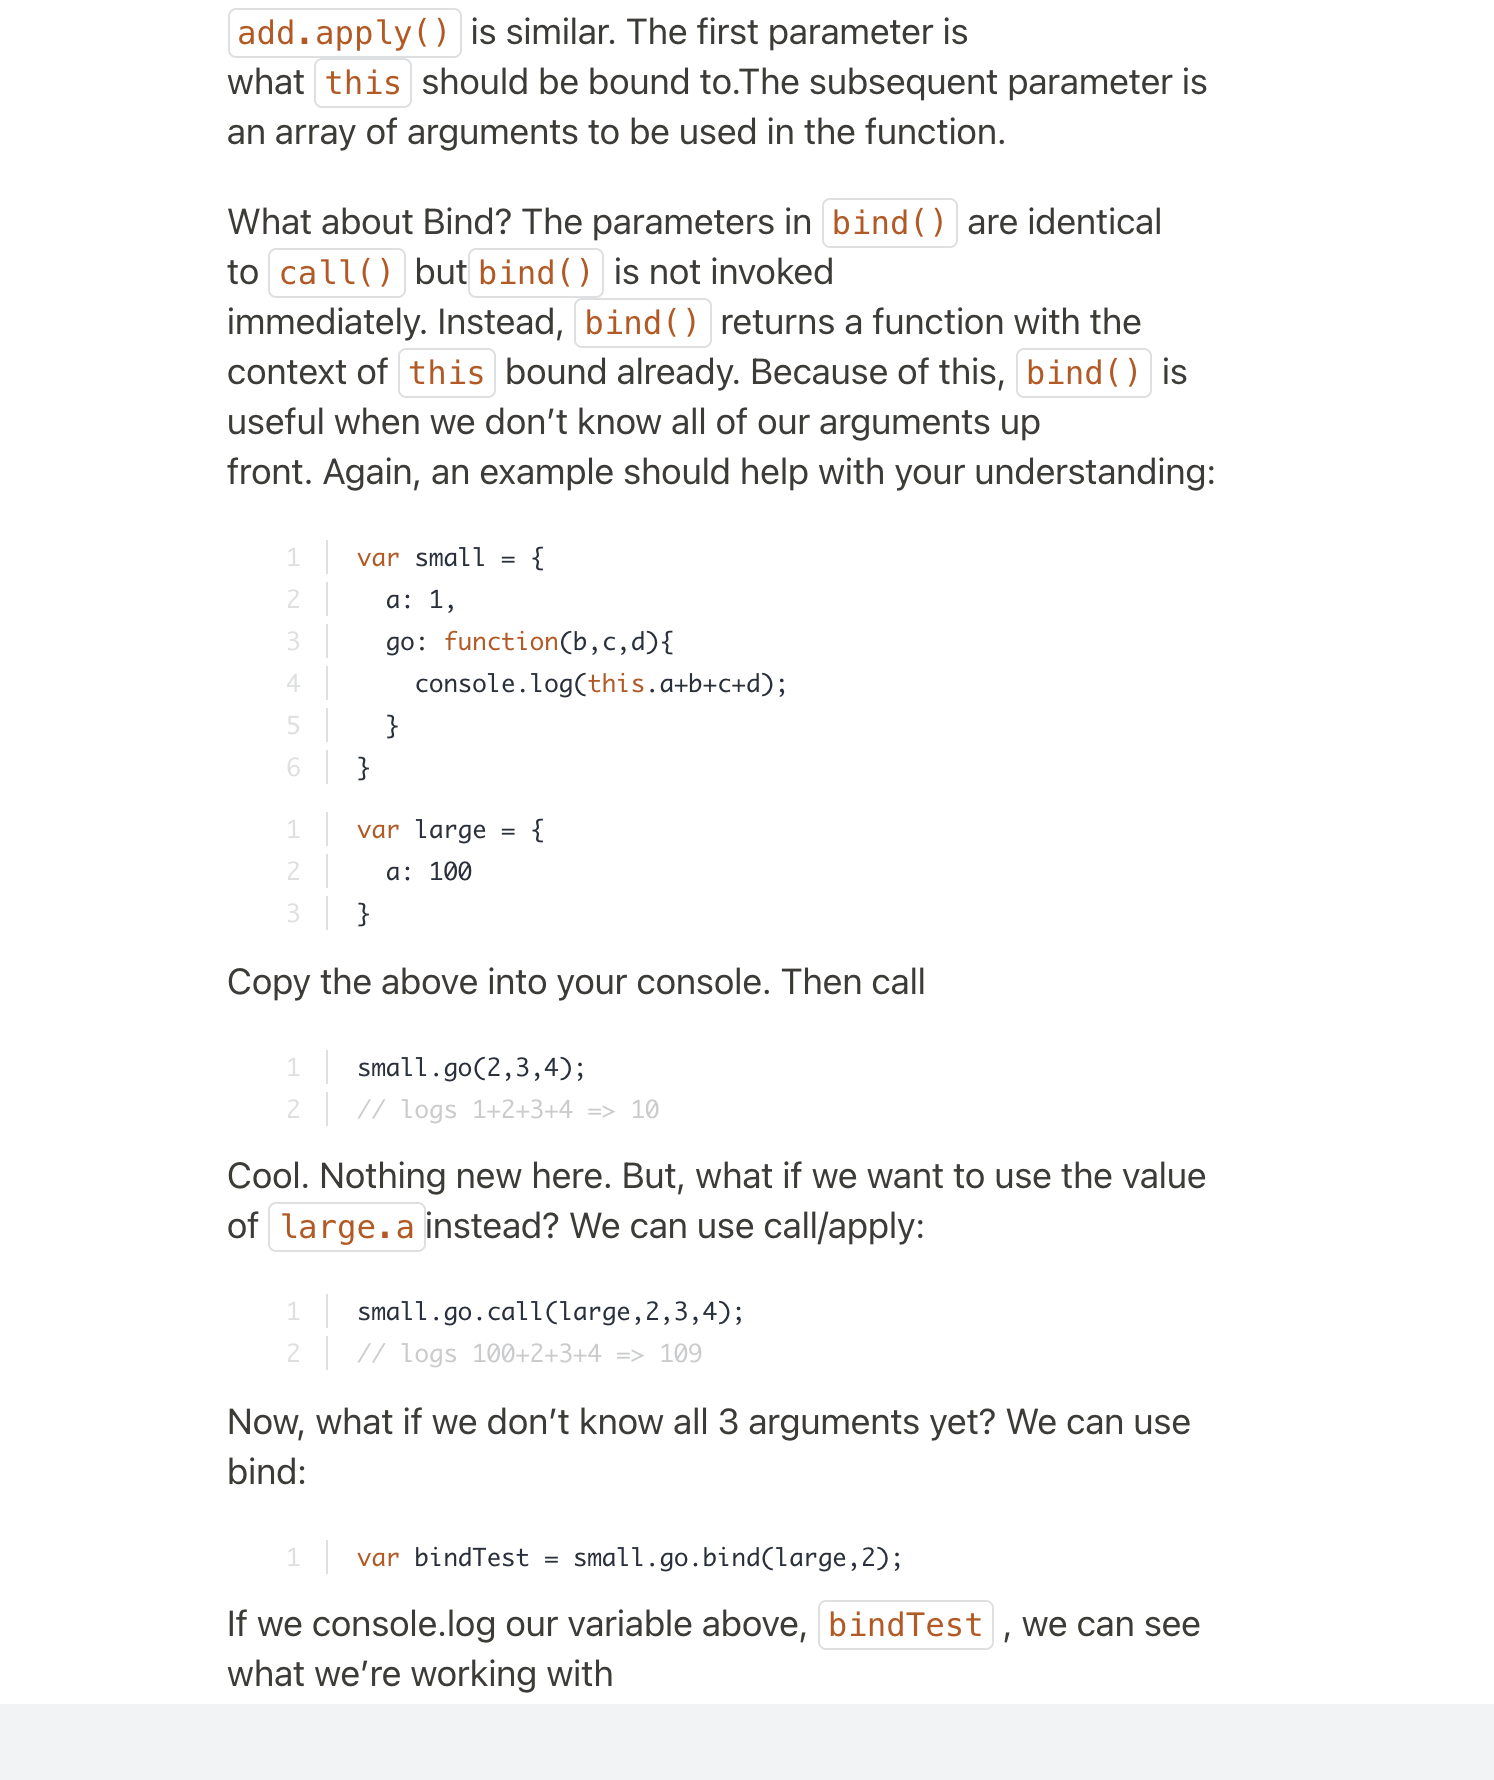 add.apply() is similar. The first parameter is
what this should be bound to.The subsequent parameter is
an array of arguments to be used in the function.
What about Bind? The parameters in bind() are identical
to call() but bind() is not invoked
immediately. Instead, bind() returns a function with the
context of this bound already. Because of this, bind() is
useful when we don’t know all of our arguments up
front. Again, an example should help with your understanding:
1 var small = {
2 a: 1,
3 go: function(b,c,d){
4 console.log(this.a+b+c+d);
5 }
6 }
1 var large = {
2 a: 100
3 }
Copy the above into your console. Then call
1 small.go(2,3,4);
2 // logs 1+2+3+4 => 10
Cool. Nothing new here. But, what if we want to use the value
of large.a instead? We can use call/apply:
1 small.go.call(large,2,3,4);
2 // logs 100+2+3+4 => 109
Now, what if we don’t know all 3 arguments yet? We can use
bind:
1 var bindTest = small.go.bind(large,2);
If we console.log our variable above, bindTest , we can see
what we’re working with